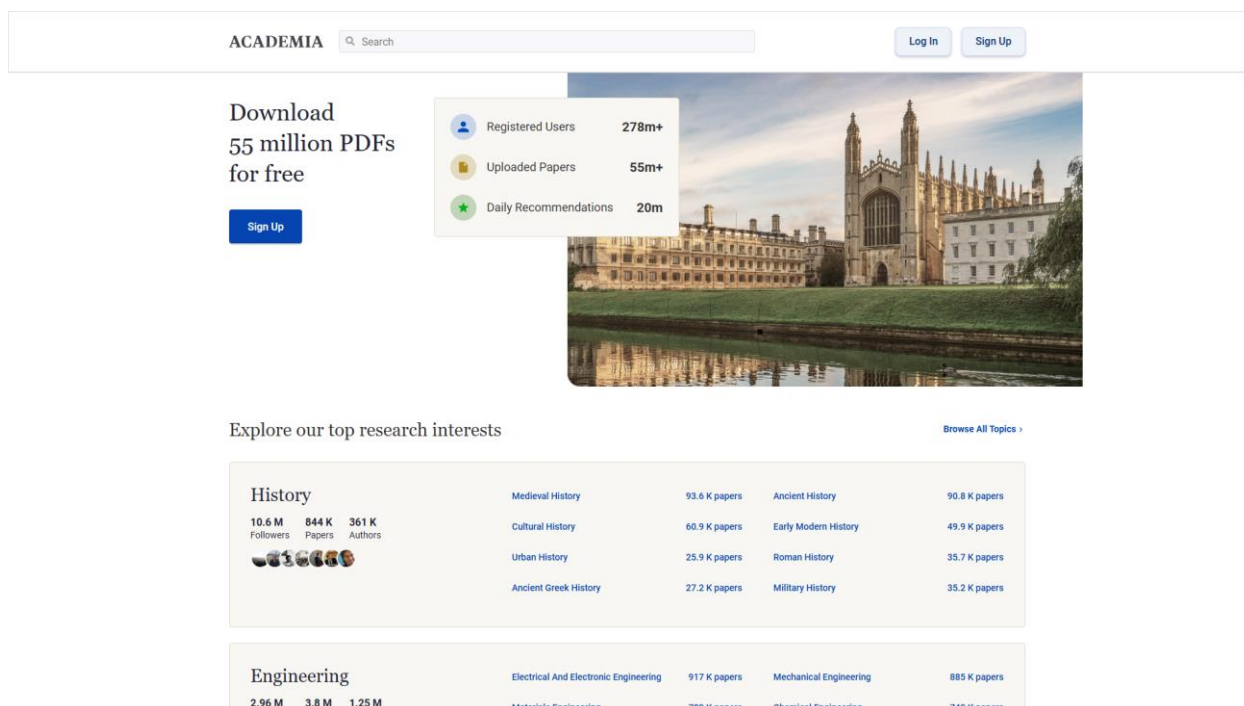 ACADEMIA
Search
Log In
Sign Up
Download
55 million PDFs
for free
Sign Up
Registered Users 278m+
Uploaded Papers 55m+
Daily Recommendations 20m
Explore our top research interests
Browse All Topics >
History
10.6 M 844 K 361 K
Followers Papers Authors
Medieval History 93.6 K papers Ancient History 90.8 K papers
Cultural History 60.9 K papers Early Modern History 49.9 K papers
Urban History 25.9 K papers Roman History 35.7 K papers
Ancient Greek History 27.2 K papers Military History 35.2 K papers
Engineering
Electrical And Electronic Engineering 917 K papers Mechanical Engineering 885 K papers
2.96 M 3.8 M 1.25 M